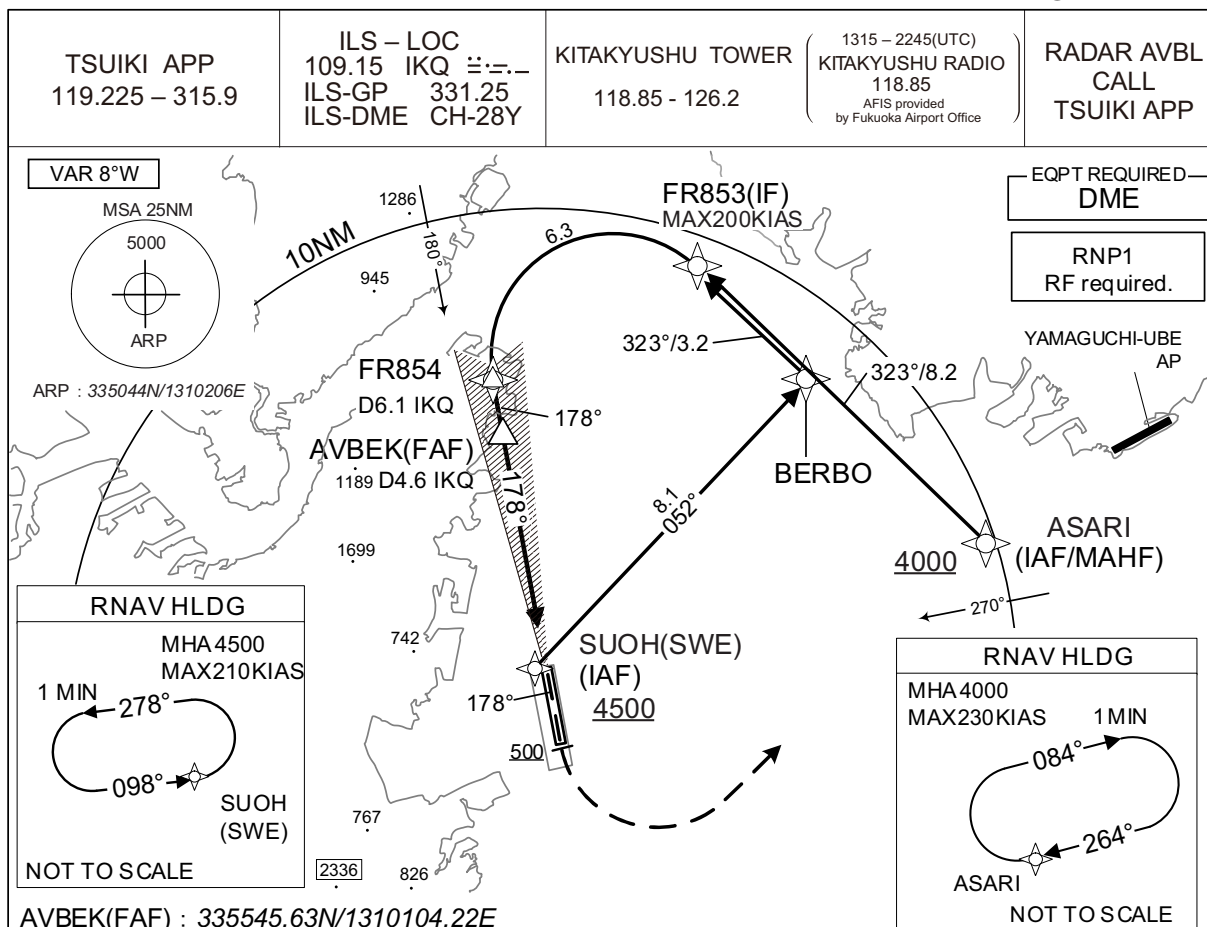 TSUIKI APP
119.225 – 315.9
ILS – LOC
109.15 IKQ
ILS-GP 331.25
ILS-DME CH-28Y
KITAKYUSHU TOWER
118.85 - 126.2
1315 – 2245(UTC)
KITAKYUSHU RADIO
118.85
AFIS provided
by Fukuoka Airport Office
RADAR AVBL
CALL
TSUIKI APP
VAR 8°W
MSA 25NM
5000
ARP
ARP : 335044N/1310206E
10NM
1286
180°
945
6.3
FR853(IF)
MAX200KIAS
EQPT REQUIRED
DME
RNP1
RF required.
YAMAGUCHI-UBE
AP
323°/3.2
323°/8.2
FR854
D6.1 IKQ
178°
AVBEK(FAF)
1189 D4.6 IKQ
178°
BERBO
8.1
052°
1699
ASARI
(IAF/MAHF)
4000
270°
742
SUOH(SWE)
(IAF)
4500
178°
500
767
2336
826
RNAV HLDG
MHA 4500
MAX210KIAS
1 MIN
278°
098°
SUOH
(SWE)
NOT TO SCALE
RNAV HLDG
MHA 4000
MAX230KIAS
1MIN
084°
264°
ASARI
NOT TO SCALE
AVBEK(FAF) : 335545.63N/1310104.22E